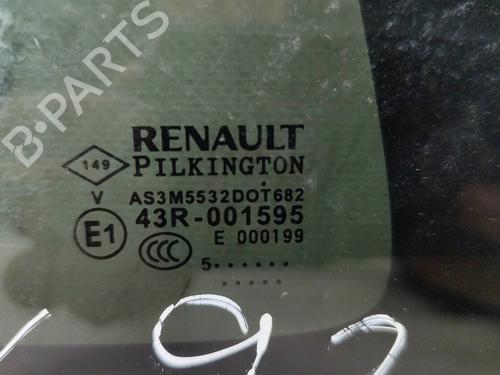 B-PARTS
RENAULT
PILKINGTON
149
V
AS3M5532DOT682
E1
43R-001595
E 000199
CCC
5